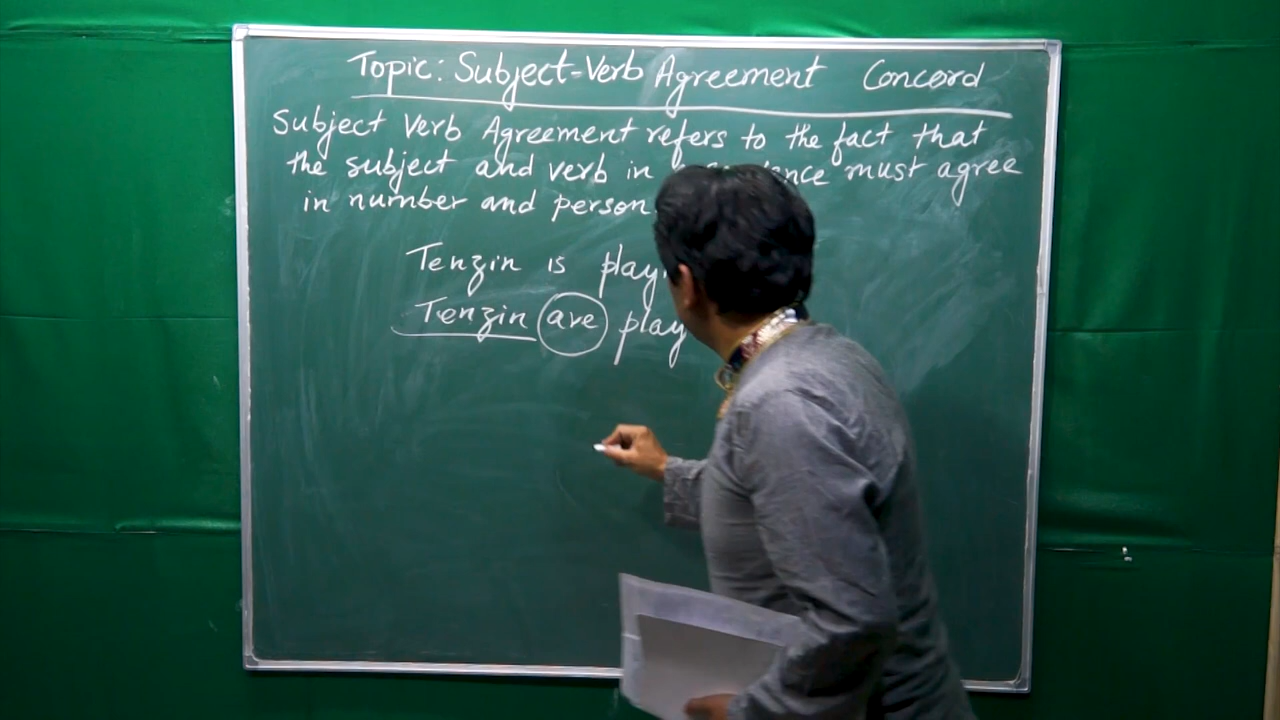 Topic: Subject-Verb Agreement Concord
Subject Verb Agreement refers to the fact that
the subject and verb in must agree
in number and person.
Tenzin is
Tenzin are